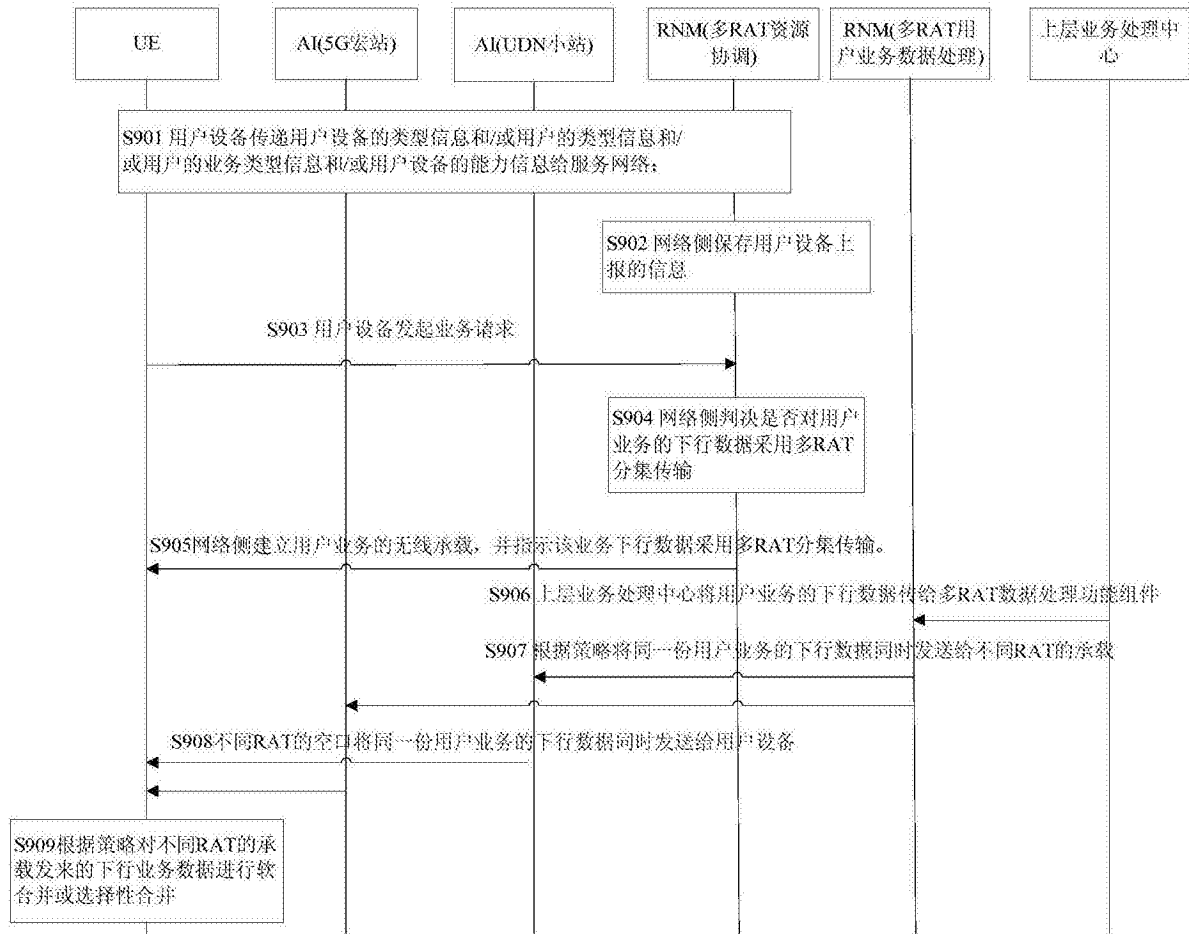 UE
AI(5G宏站)
AI(UDN小站)
RNM(多RAT资源
协调)
RNM(多RAT用
户业务数据处理)
上层业务处理中
心
S901 用户设备传递用户设备的类型信息和/或用户的类型信息和/
或用户的业务类型信息和/或用户设备的能力信息给服务网络;
S902 网络侧保存用户设备上
报的信息
S903 用户设备发起业务请求
S904 网络侧判决是否对用户
业务的下行数据采用多RAT
分集传输
S905网络侧建立用户业务的无线承载，并指示该业务下行数据采用多RAT分集传输。
S906 上层业务处理中心将用户业务的下行数据传给多RAT数据处理功能组件
S907 根据策略将同一份用户业务的下行数据同时发送给不同RAT的承载
S908不同RAT的空口将同一份用户业务的下行数据同时发送给用户设备
S909根据策略对不同RAT的承
载发来的下行业务数据进行软
合并或选择性合并